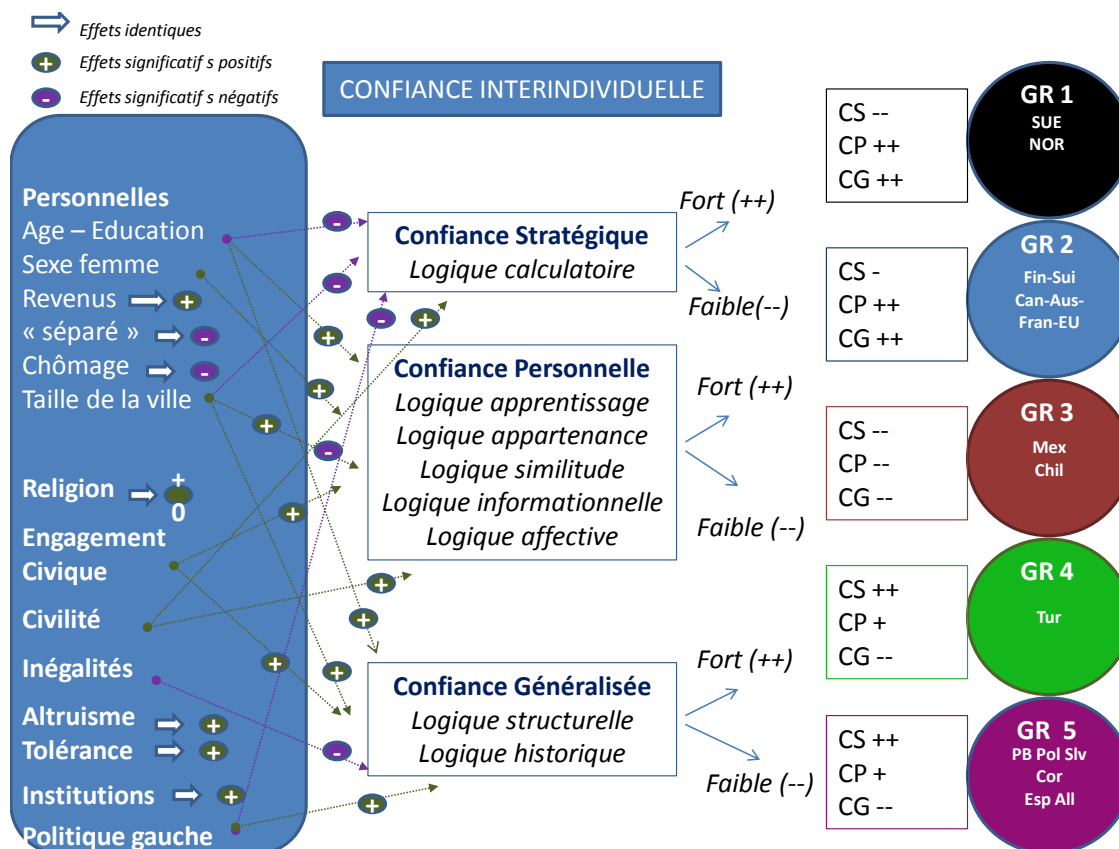 Effets identiques
+ Effets significatif s positifs
- Effets significatif s négatifs
CONFIANCE INTERINDIVIDUELLE
Personnelles
Age – Education
Sexe femme
Revenus +
« séparé » -
Chômage -
Taille de la ville
Religion + 0
Engagement
Civique
Civilité
Inégalités
Altruisme +
Tolérance +
Institutions +
Politique gauche
-
-
-
+
+
+
+
-
+
+
+
+
+
-
+
Confiance Stratégique
Logique calculatoire
Fort (++)
Faible(--)
Confiance Personnelle
Logique apprentissage
Logique appartenance
Logique similitude
Logique informationnelle
Logique affective
Fort (++)
Faible (--)
Confiance Généralisée
Logique structurelle
Logique historique
Fort (++)
Faible (--)
CS --
CP ++
CG ++
GR 1
SUE
NOR
CS -
CP ++
CG ++
GR 2
Fin-Sui
Can-Aus-
Fran-EU
CS --
CP --
CG --
GR 3
Mex
Chil
CS ++
CP +
CG --
GR 4
Tur
CS ++
CP +
CG --
GR 5
PB Pol Slv
Cor
Esp All